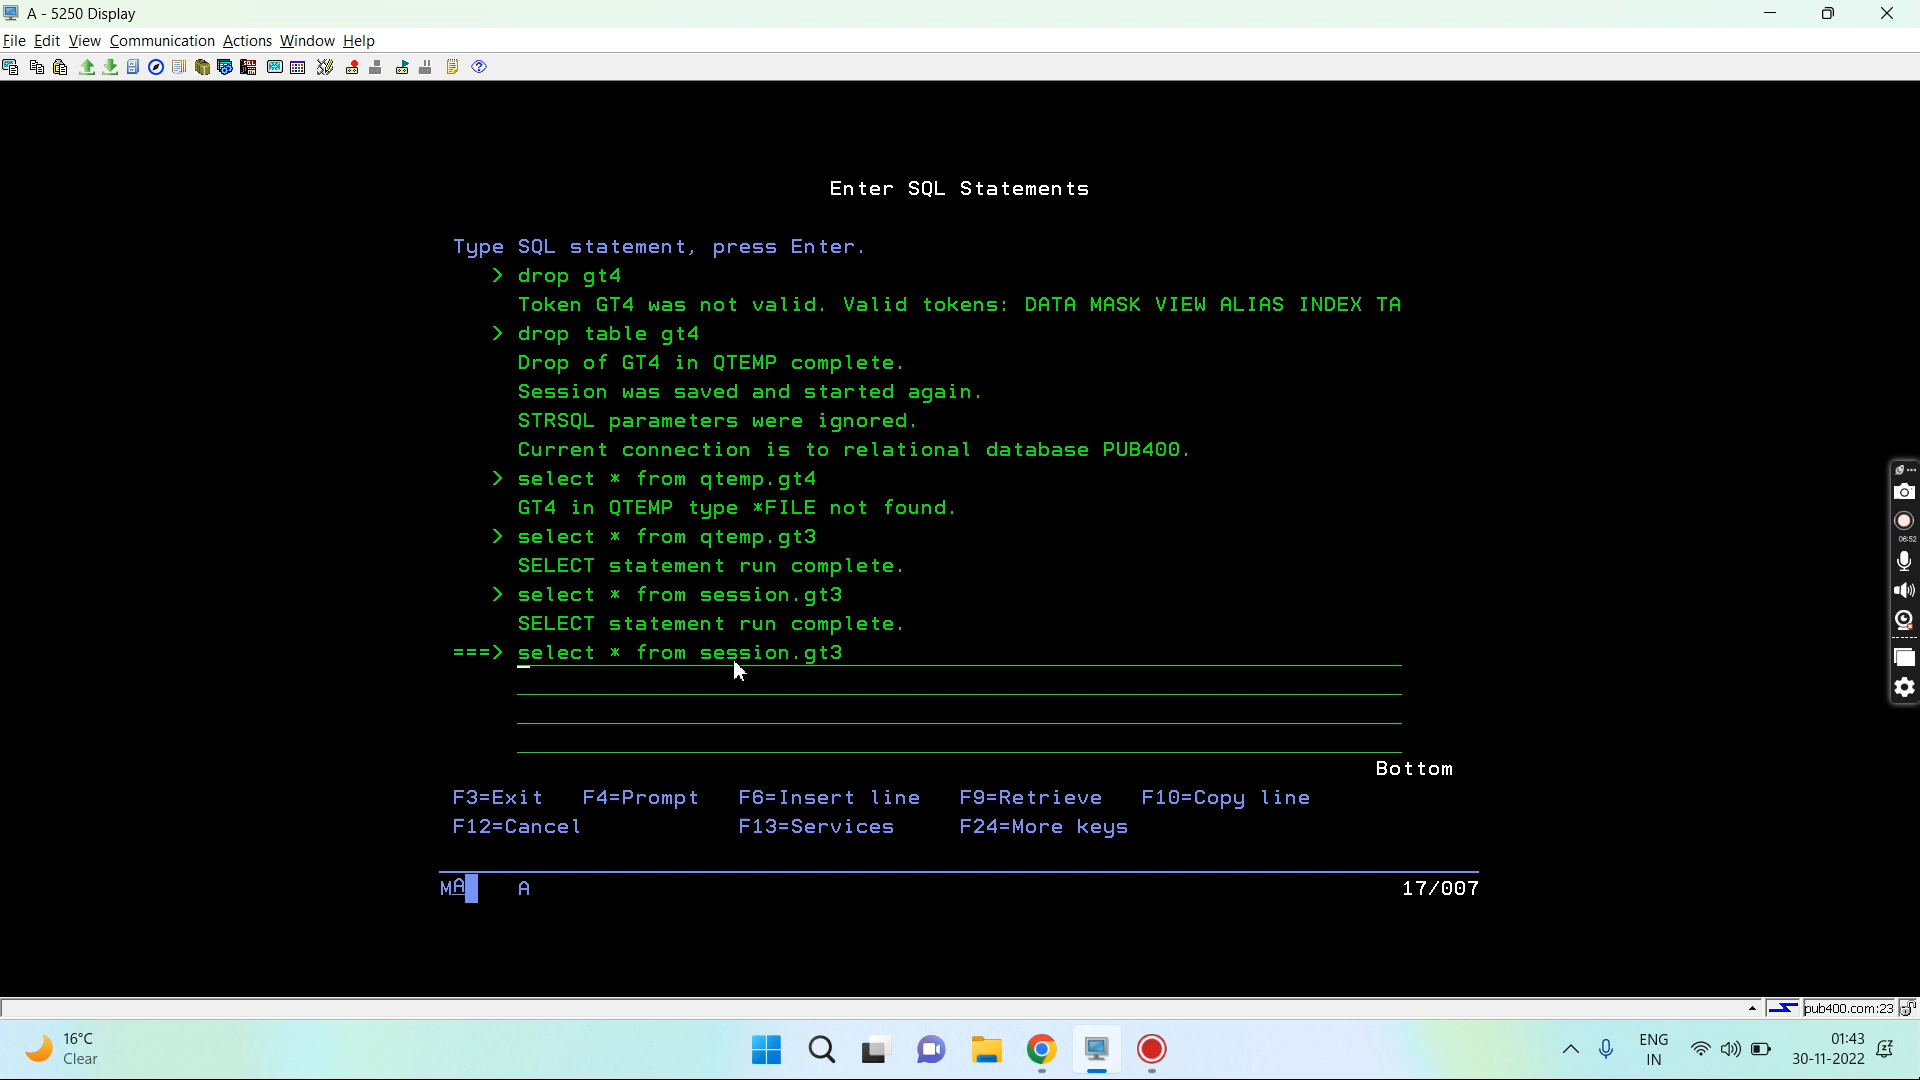 A - 5250 Display
File Edit View Communication Actions Window Help
Enter SQL Statements
Type SQL statement, press Enter.
> drop gt4
Token GT4 was not valid. Valid tokens: DATA MASK VIEW ALIAS INDEX TA
> drop table gt4
Drop of GT4 in QTEMP complete.
Session was saved and started again.
STRSQL parameters were ignored.
Current connection is to relational database PUB400.
> select * from qtemp.gt4
GT4 in QTEMP type *FILE not found.
> select * from qtemp.gt3
SELECT statement run complete.
> select * from session.gt3
SELECT statement run complete.
===> select * from session.gt3
Bottom
F3=Exit F4=Prompt F6=Insert line F9=Retrieve F10=Copy line
F12=Cancel F13=Services F24=More keys
MA A 17/007
06:52
pub400.com:23
16°C
Clear
ENG
IN
01:43
30-11-2022